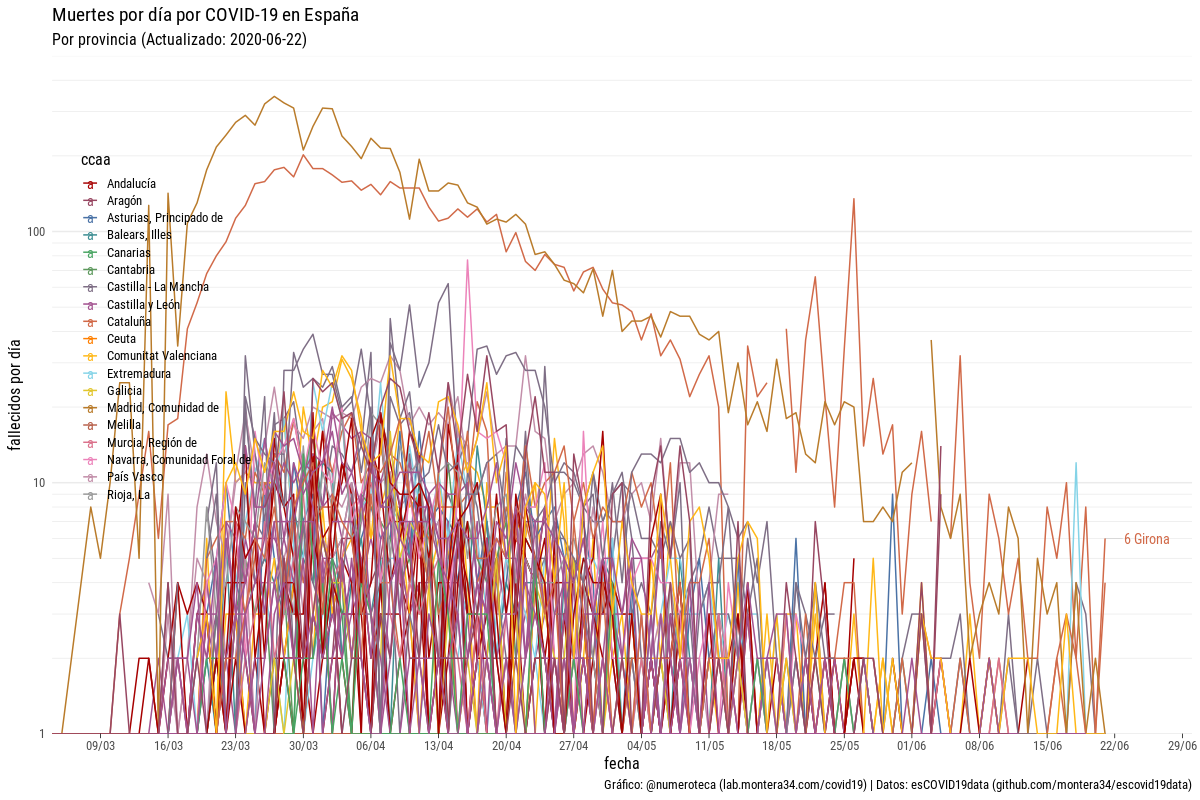 Muertes por día por COVID-19 en España
Por provincia (Actualizado: 2020-06-22)
fallecidos por día
100
10
1
ccaa
Andalucía
Aragón
Asturias, Principado de
Balears, Illes
Canarias
Cantabria
Castilla - La Mancha
Castilla y León
Cataluña
Ceuta
Comunitat Valenciana
Extremadura
Galicia
Madrid, Comunidad de
Melilla
Murcia, Región de
Navarra, Comunidad Foral de
País Vasco
Rioja, La
6 Girona
09/03 16/03 23/03 30/03 06/04 13/04 20/04 27/04 04/05 11/05 18/05 25/05 01/06 08/06 15/06 22/06 29/06
fecha
Gráfico: @numeroteca (lab.montera34.com/covid19) | Datos: esCOVID19data (github.com/montera34/escovid19data)